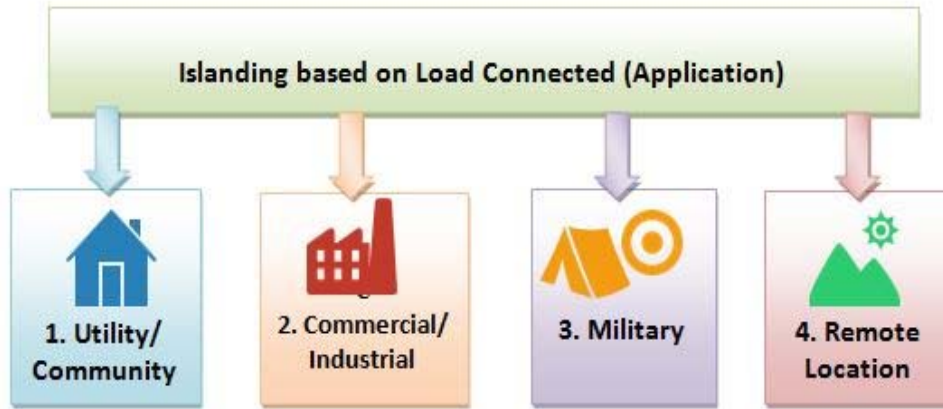 Islanding based on Load Connected (Application)
1. Utility/
Community
2. Commercial/
Industrial
3. Military
4. Remote
Location